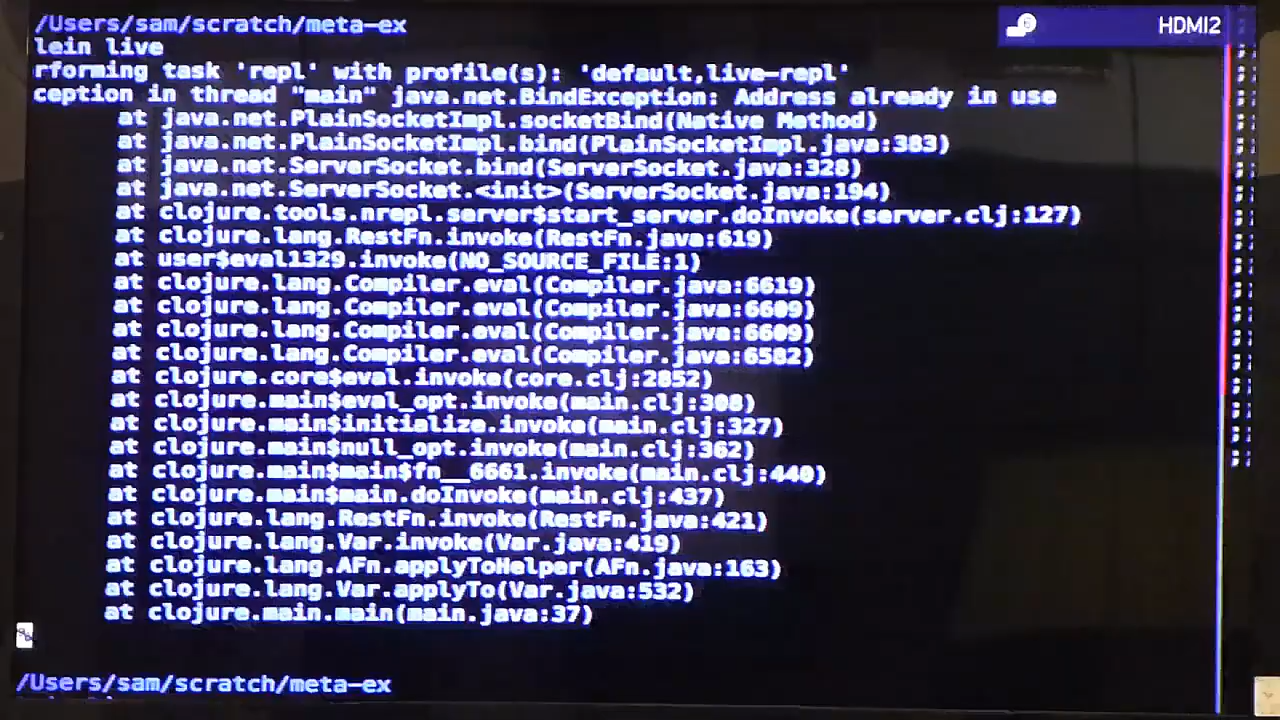 /Users/sam/scratch/meta-ex
HDMI2
lein live
rforming task 'repl' with profile(s): 'default,live-repl'
ception in thread "main" java.net.BindException: Address already in use
at java.net.PlainSocketImpl.socketBind(Native Method)
at java.net.PlainSocketImpl.bind(PlainSocketImpl.java:383)
at java.net.ServerSocket.bind(ServerSocket.java:328)
at java.net.ServerSocket.<init>(ServerSocket.java:194)
at clojure.tools.nrepl.server$start_server.doInvoke(server.clj:127)
at clojure.lang.RestFn.invoke(RestFn.java:619)
at user$eval1329.invoke(NO_SOURCE_FILE:1)
at clojure.lang.Compiler.eval(Compiler.java:6619)
at clojure.lang.Compiler.eval(Compiler.java:6609)
at clojure.lang.Compiler.eval(Compiler.java:6609)
at clojure.lang.Compiler.eval(Compiler.java:6582)
at clojure.core$eval.invoke(core.clj:2852)
at clojure.main$eval_opt.invoke(main.clj:308)
at clojure.main$initialize.invoke(main.clj:327)
at clojure.main$null_opt.invoke(main.clj:362)
at clojure.main$main$fn__6661.invoke(main.clj:440)
at clojure.main$main.doInvoke(main.clj:437)
at clojure.lang.RestFn.invoke(RestFn.java:421)
at clojure.lang.Var.invoke(Var.java:419)
at clojure.lang.AFn.applyToHelper(AFn.java:163)
at clojure.lang.Var.applyTo(Var.java:532)
at clojure.main.main(main.java:37)
%
/Users/sam/scratch/meta-ex